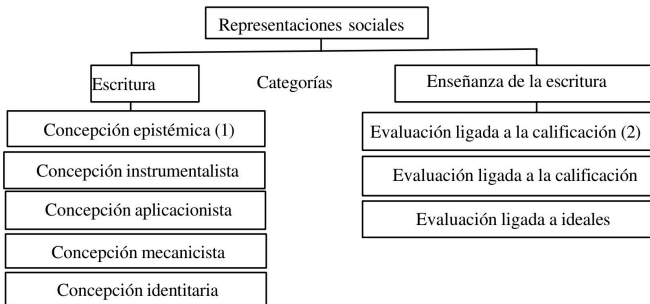 Representaciones sociales
Escritura
Categorías
Enseñanza de la escritura
Concepción epistémica (1)
Concepción instrumentalista
Concepción aplicacionista
Concepción mecanicista
Concepción identitaria
Evaluación ligada a la calificación (2)
Evaluación ligada a la calificación
Evaluación ligada a ideales